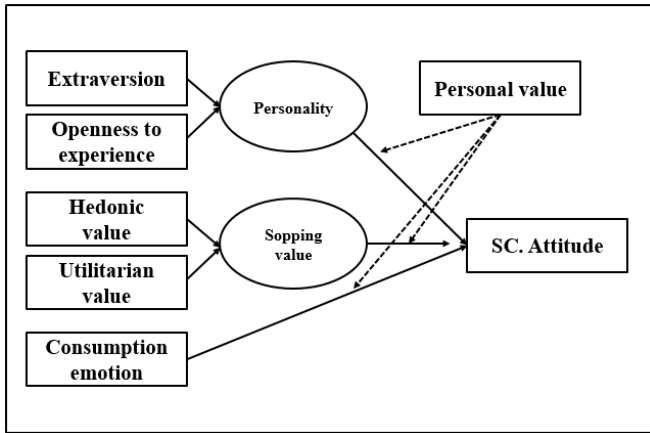 Extraversion
Openness to
experience
Personality
Personal value
Hedonic
value
Utilitarian
value
Sopping
value
SC. Attitude
Consumption
emotion